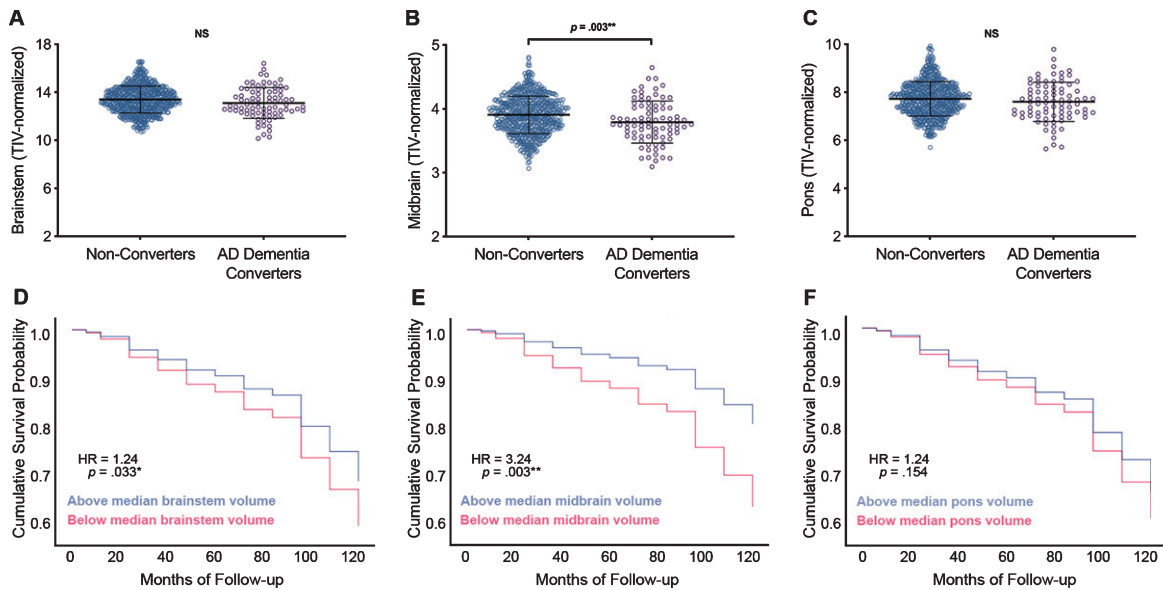 A
NS
Brainstem (TIV-normalized)
18
14
10
6
2
Non-Converters
AD Dementia
Converters
B
p = .003**
Midbrain (TIV-normalized)
5
4
3
2
Non-Converters
AD Dementia
Converters
C
NS
Pons (TIV-normalized)
10
8
6
4
2
Non-Converters
AD Dementia
Converters
D
Cumulative Survival Probability
1.0
0.9
0.8
0.7
0.6
HR = 1.24
p = .033*
Above median brainstem volume
Below median brainstem volume
0 20 40 60 80 100 120
Months of Follow-up
E
Cumulative Survival Probability
1.0
0.9
0.8
0.7
0.6
HR = 3.24
p = .003**
Above median midbrain volume
Below median midbrain volume
0 20 40 60 80 100 120
Months of Follow-up
F
Cumulative Survival Probability
1.0
0.9
0.8
0.7
0.6
HR = 1.24
p = .154
Above median pons volume
Below median pons volume
0 20 40 60 80 100 120
Months of Follow-up